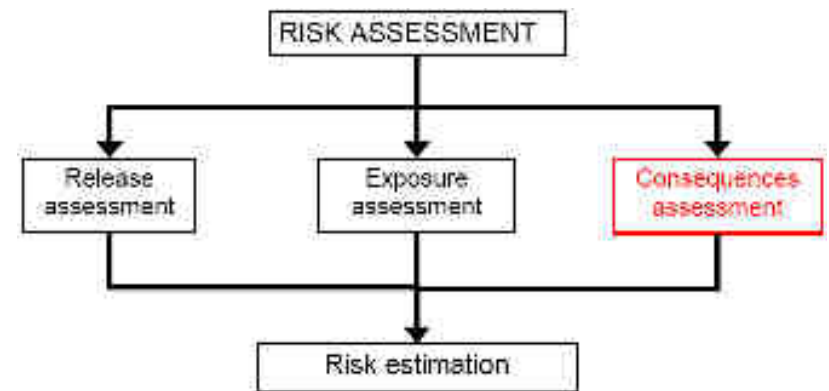 RISK ASSESSMENT
Release
assessment
Exposure
assessment
Consequences
assessment
Risk estimation